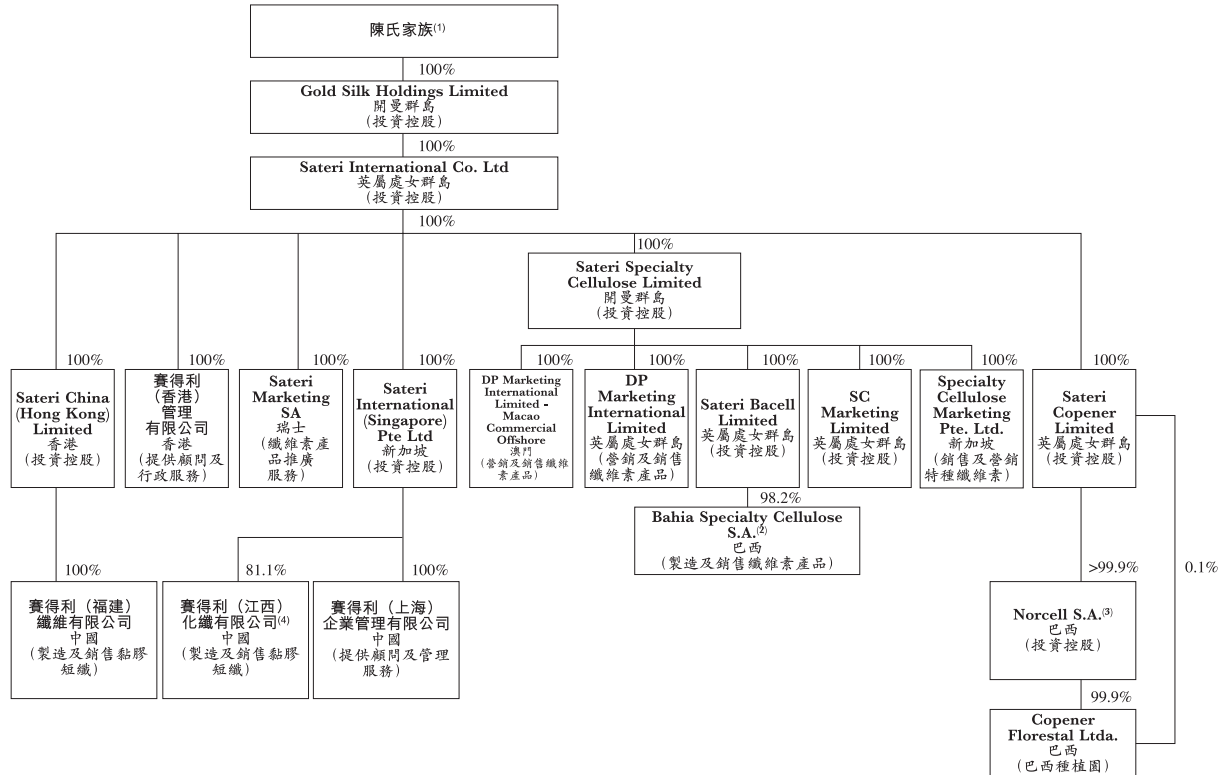 陳氏家族(1)
100%
Gold Silk Holdings Limited
開曼群島
(投資控股)
100%
Sateri International Co. Ltd
英屬處女群島
(投資控股)
100%
100%
Sateri Specialty
Cellulose Limited
開曼群島
(投資控股)
100%
Sateri China
(Hong Kong)
Limited
香港
(投資控股)
100%
賽得利
(香港)
管理
有限公司
香港
(提供顧問及
行政服務)
100%
Sateri
Marketing
SA
瑞士
(纖維素產
品推廣
服務)
100%
Sateri
International
(Singapore)
Pte Ltd
新加坡
(投資控股)
100%
DP Marketing
International
Limited -
Macao
Commercial
Offshore
澳門
(營銷及銷售纖維
素產品)
100%
DP
Marketing
International
Limited
英屬處女群島
(營銷及銷售
纖維素產品)
100%
Sateri Bacell
Limited
英屬處女群島
(投資控股)
100%
SC
Marketing
Limited
英屬處女群島
(投資控股)
100%
Specialty
Cellulose
Marketing
Pte. Ltd.
新加坡
(銷售及營銷
特種纖維素)
100%
Sateri
Copener
Limited
英屬處女群島
(投資控股)
98.2%
Bahia Specialty Cellulose
S.A.(2)
巴西
(製造及銷售纖維素產品)
100%
賽得利(福建)
纖維有限公司
中國
(製造及銷售黏膠
短纖)
81.1%
賽得利(江西)
化纖有限公司(4)
中國
(製造及銷售黏膠
短纖)
100%
賽得利(上海)
企業管理有限公司
中國
(提供顧問及管理
服務)
>99.9%
0.1%
Norcell S.A.(3)
巴西
(投資控股)
99.9%
Copener
Florestal Ltda.
巴西
(巴西種植園)